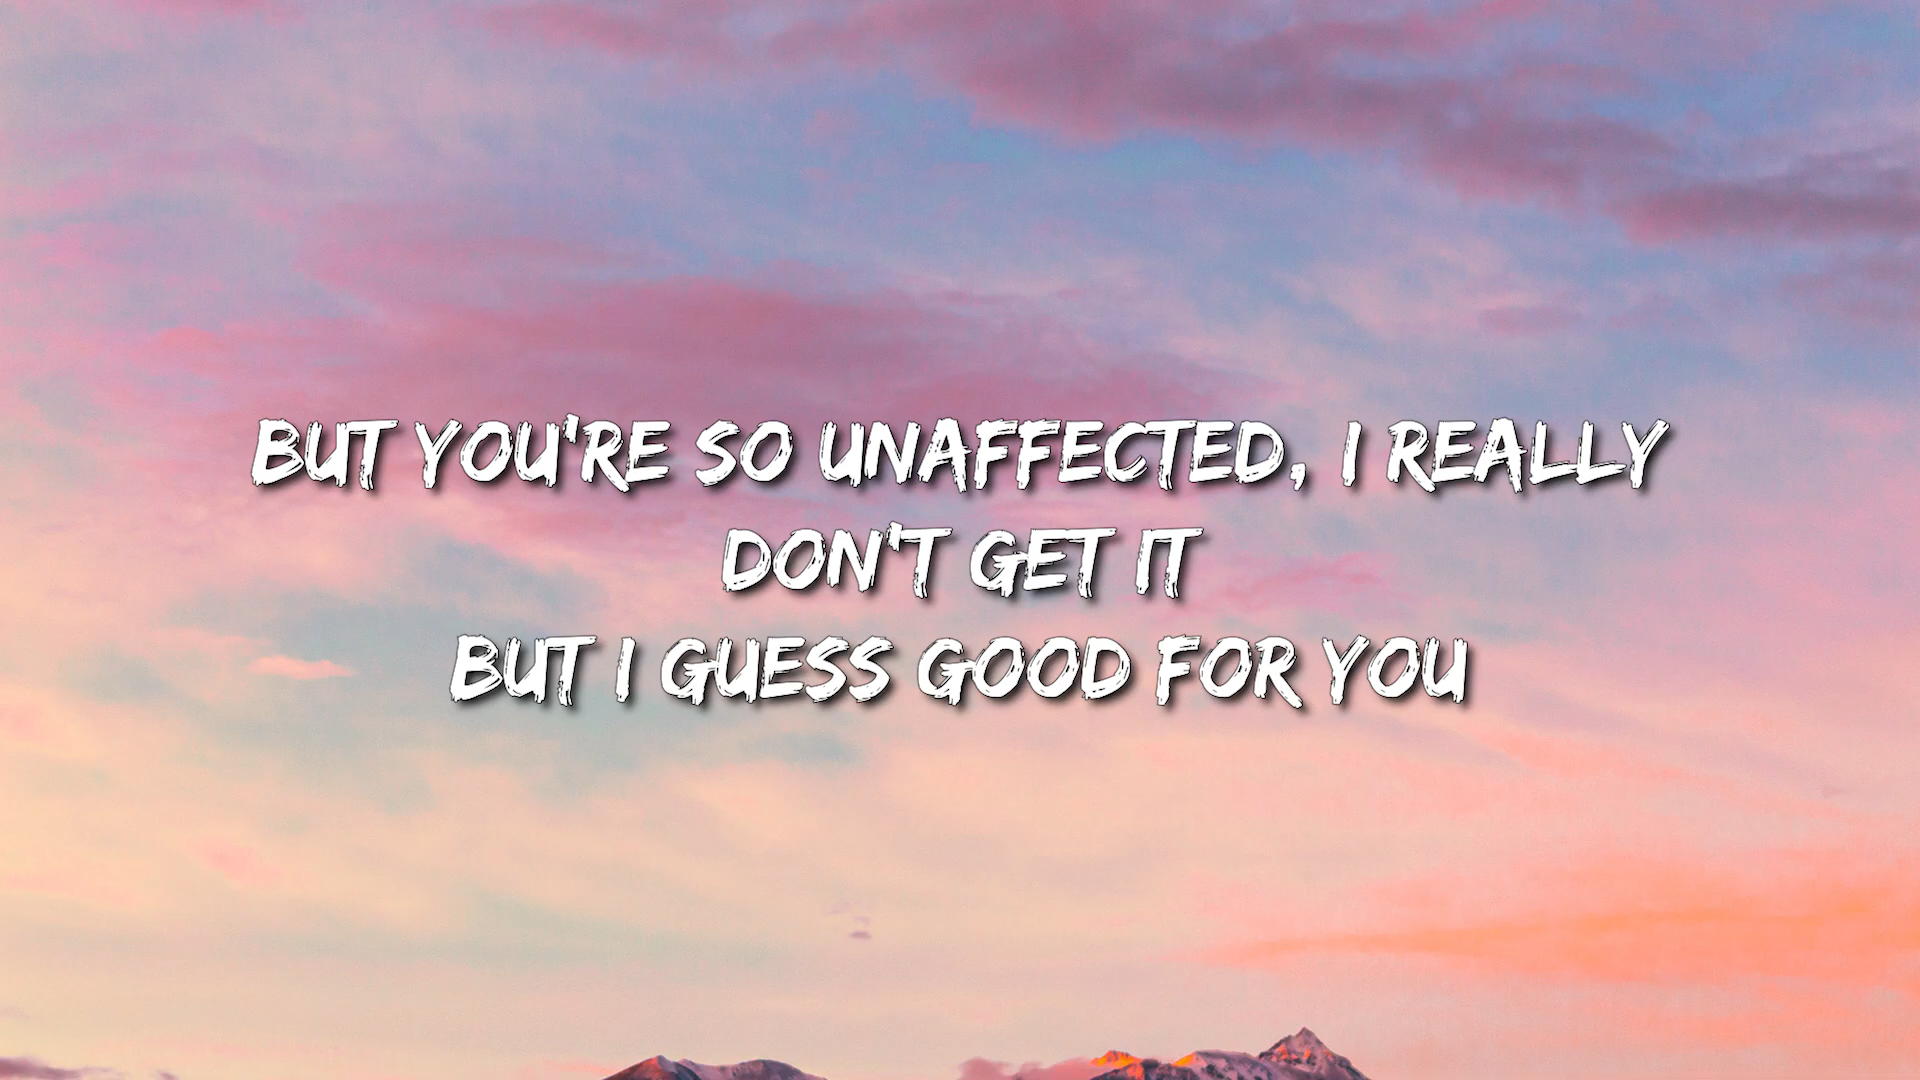 BUT YOU'RE SO UNAFFECTED, I REALLY
DON'T GET IT
BUT I GUESS GOOD FOR YOU